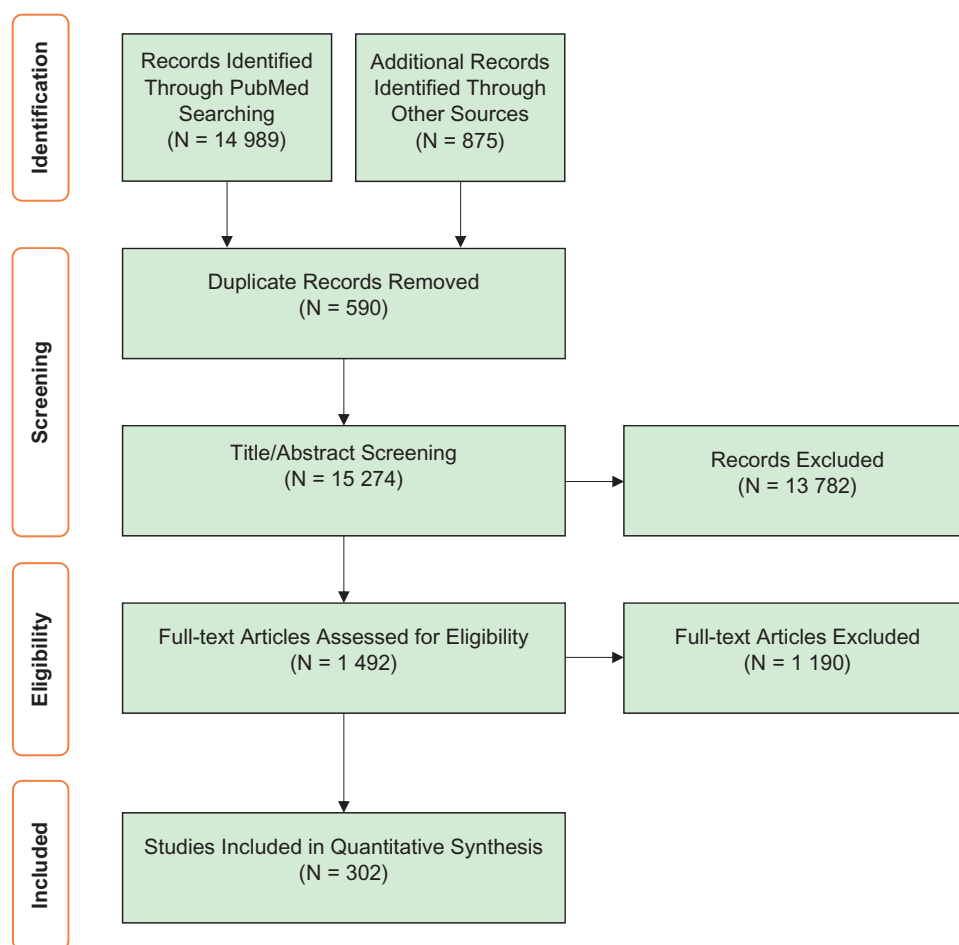 Identification
Records Identified
Through PubMed
Searching
(N = 14 989)
Additional Records
Identified Through
Other Sources
(N = 875)
Screening
Duplicate Records Removed
(N = 590)
Title/Abstract Screening
(N = 15 274)
Records Excluded
(N = 13 782)
Eligibility
Full-text Articles Assessed for Eligibility
(N = 1 492)
Full-text Articles Excluded
(N = 1 190)
Included
Studies Included in Quantitative Synthesis
(N = 302)